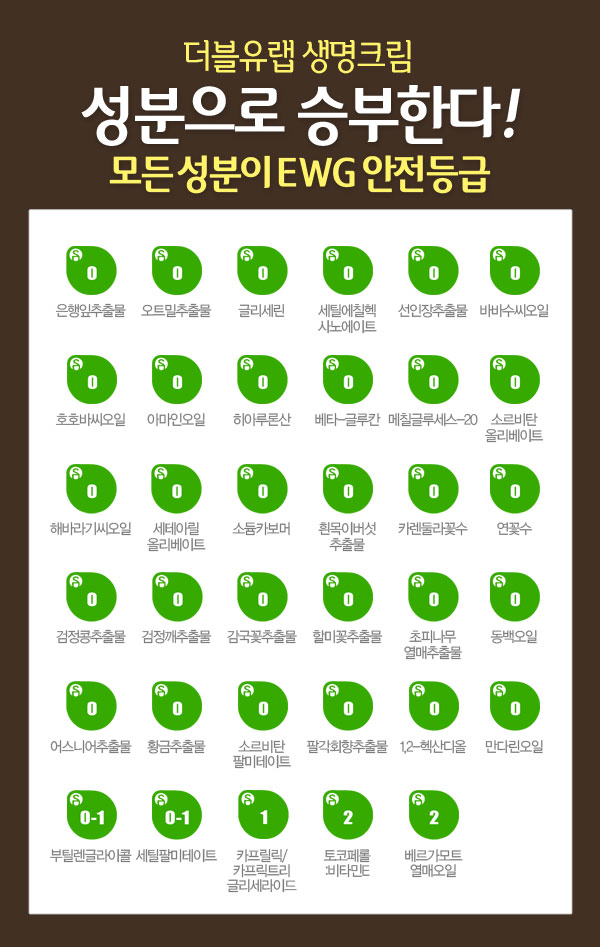 더블유랩 생명크림
성분으로 승부한다!
모든 성분이 EWG 안전등급
0 0 0 0 0 0
은행잎추출물 오트밀추출물 글리세린 세틸에칠헥 선인장추출물 바바수씨오일
사노에이트
0 0 0 0 0 0
호호바씨오일 아마인오일 히아루론산 베타-글루칸 메칠글루세스-20 소르비탄
올리베이트
0 0 0 0 0 0
해바라기씨오일 세테아릴 소듐카보머 흰목이버섯 카렌둘라꽃수 연꽃수
올리베이트 추출물
0 0 0 0 0 0
검정콩추출물 검정깨추출물 감국꽃추출물 할미꽃추출물 초피나무 동백오일
열매추출물
0 0 0 0 0 0
어스니어추출물 황금추출물 소르비탄 팔각회향추출물 1,2-헥산디올 만다린오일
팔미테이트
0-1 0-1 1 2 2
부틸렌글라이콜 세틸팔미테이트 카프릴릭/ 토코페롤 베르가모트
카프릭트리 :비타민E 열매오일
글리세라이드